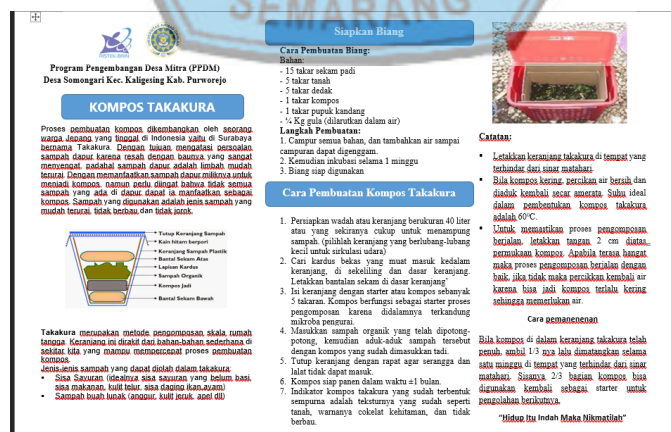 SEMARANG
Program Pengembangan Desa Mitra (PPDM)
Desa Somongari Kec. Kaligesing Kab. Purworejo
KOMPOS TAKAKURA
Proses pembuatan kompos dikembangkan oleh seorang
warga Jepang yang tinggal di Indonesia yaitu di Surabaya
bernama Takakura. Dengan tujuan mengatasi persoalan
sampah dapur karena resah dengan baunya yang sangat
menyengat, padahal sampah dapur adalah limbah mudah
terurai. Dengan memanfaatkan sampah dapur miliknya untuk
menjadi kompos, namun perlu diingat bahwa tidak semua
sampah yang ada di dapur dapat ia manfaatkan sebagai
kompos. Sampah yang digunakan adalah jenis sampah yang
mudah terurai, tidak berbau dan tidak jorok.
Tutup Keranjang Sampah
Kain hitam berpori
Keranjang Sampah Plastik
Bantal Sekam Atas
Lapisan Kardus
Sampah Organik
Kompos Jadi
Bantal Sekam Bawah
Takakura merupakan metode pengomposan skala rumah
tangga. Keranjang ini dirakit dari bahan-bahan sederhana di
sekitar kita yang mampu mempercepat proses pembuatan
kompos.
Jenis-jenis sampah yang dapat diolah dalam takakura:
• Sisa Sayuran (idealnya sisa sayuran yang belum basi,
sisa makanan, kulit telur, sisa daging ikan,ayam)
• Sampah buah lunak (anggur, kulit jeruk, apel dll)
Siapkan Biang
Cara Pembuatan Biang:
Bahan:
- 15 takar sekam padi
- 5 takar tanah
- 5 takar dedak
- 1 takar kompos
- 1 takar pupuk kandang
- ¼ Kg gula (dilarutkan dalam air)
Langkah Pembuatan:
1. Campur semua bahan, dan tambahkan air sampai
campuran dapat digenggam.
2. Kemudian inkubasi selama 1 minggu
3. Biang siap digunakan
Cara Pembuatan Kompos Takakura
1. Persiapkan wadah atau keranjang berukuran 40 liter
atau yang sekiranya cukup untuk menampung
sampah. (pilihlah keranjang yang berlubang-lubang
kecil untuk sirkulasi udara)
2. Cari kardus bekas yang muat masuk kedalam
keranjang, di sekeliling dan dasar keranjang.
Letakkan bantalan sekam di dasar keranjang'
3. Isi keranjang dengan starter atau kompos sebanyak
5 takaran. Kompos berfungsi sebagai starter proses
pengomposan karena didalamnya terkandung
mikroba pengurai.
4. Masukkan sampah organik yang telah dipotong-
potong, kemudian aduk-aduk sampah tersebut
dengan kompos yang sudah dimasukkan tadi.
5. Tutup keranjang dengan rapat agar serangga dan
lalat tidak dapat masuk.
6. Kompos siap panen dalam waktu ±1 bulan.
7. Indikator kompos takakura yang sudah terbentuk
sempurna adalah teksturnya yang sudah seperti
tanah, warnanya cokelat kehitaman, dan tidak
berbau.
Catatan:
▪ Letakkan keranjang takakura di tempat yang
terhindar dari sinar matahari.
▪ Bila kompos kering, percikan air bersih dan
diaduk kembali secar amerata. Suhu ideal
dalam pembentukan kompos takakura
adalah 60⁰C.
▪ Untuk memastikan proses pengomposan
berjalan, letakkan tangan 2 cm diatas
permukaan kompos. Apabila terasa hangat
maka proses pengomposan berjalan dengan
baik, jika tidak maka percikkan kembali air
karena bisa jadi kompos terlalu kering
sehingga memerlukan air.
Cara pemanenenan
Bila kompos di dalam keranjang takakura telah
penuh, ambil 1/3 nya lalu dimatangkan selama
satu minggu di tempat yang terhindar dari sinar
matahari. Sisanya 2/3 bagian kompos bisa
digunakan kembali sebagai starter untuk
pengolahan berikutnya.
“Hidup Itu Indah Maka Nikmatilah”